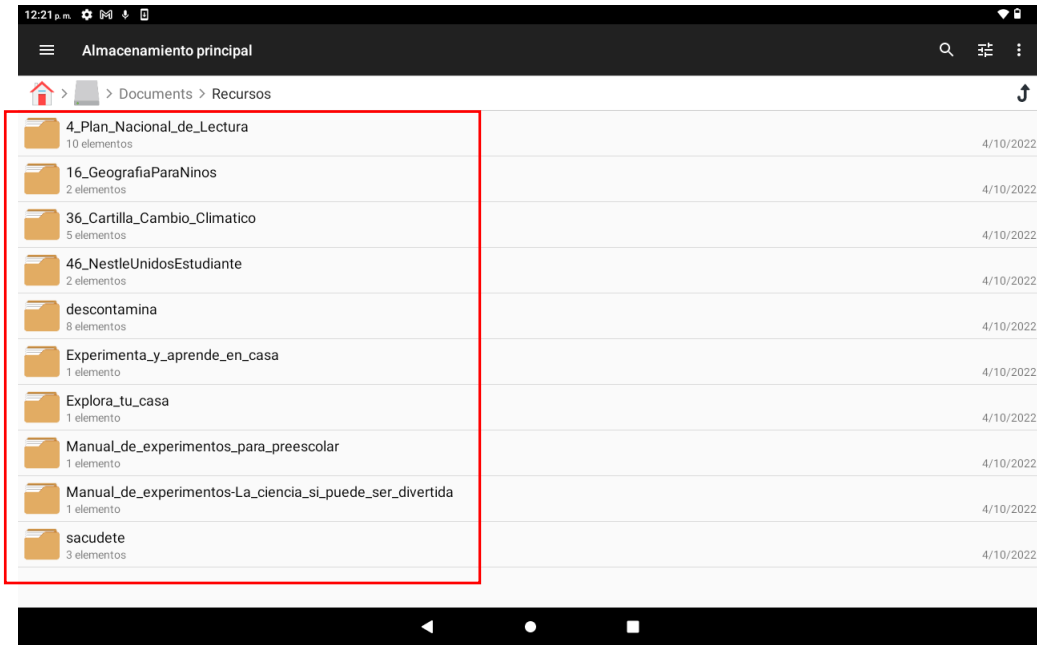 12:21 p. m.
Almacenamiento principal
> > Documents > Recursos
4_Plan_Nacional_de_Lectura
10 elementos
4/10/2022
16_GeografiaParaNinos
2 elementos
4/10/2022
36_Cartilla_Cambio_Climatico
5 elementos
4/10/2022
46_NestleUnidosEstudiante
2 elementos
4/10/2022
descontamina
8 elementos
4/10/2022
Experimenta_y_aprende_en_casa
1 elemento
4/10/2022
Explora_tu_casa
1 elemento
4/10/2022
Manual_de_experimentos_para_preescolar
1 elemento
4/10/2022
Manual_de_experimentos-La_ciencia_si_puede_ser_divertida
1 elemento
4/10/2022
sacudete
3 elementos
4/10/2022